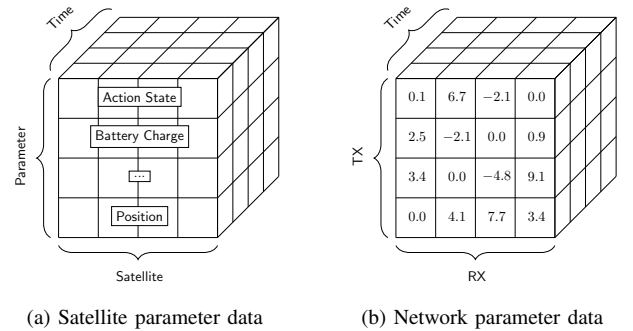 Time
Parameter
Action State
Battery Charge
...
Position
Satellite
(a) Satellite parameter data
Time
TX
0.1 6.7 −2.1 0.0
2.5 −2.1 0.0 0.9
3.4 0.0 −4.8 9.1
0.0 4.1 7.7 3.4
RX
(b) Network parameter data